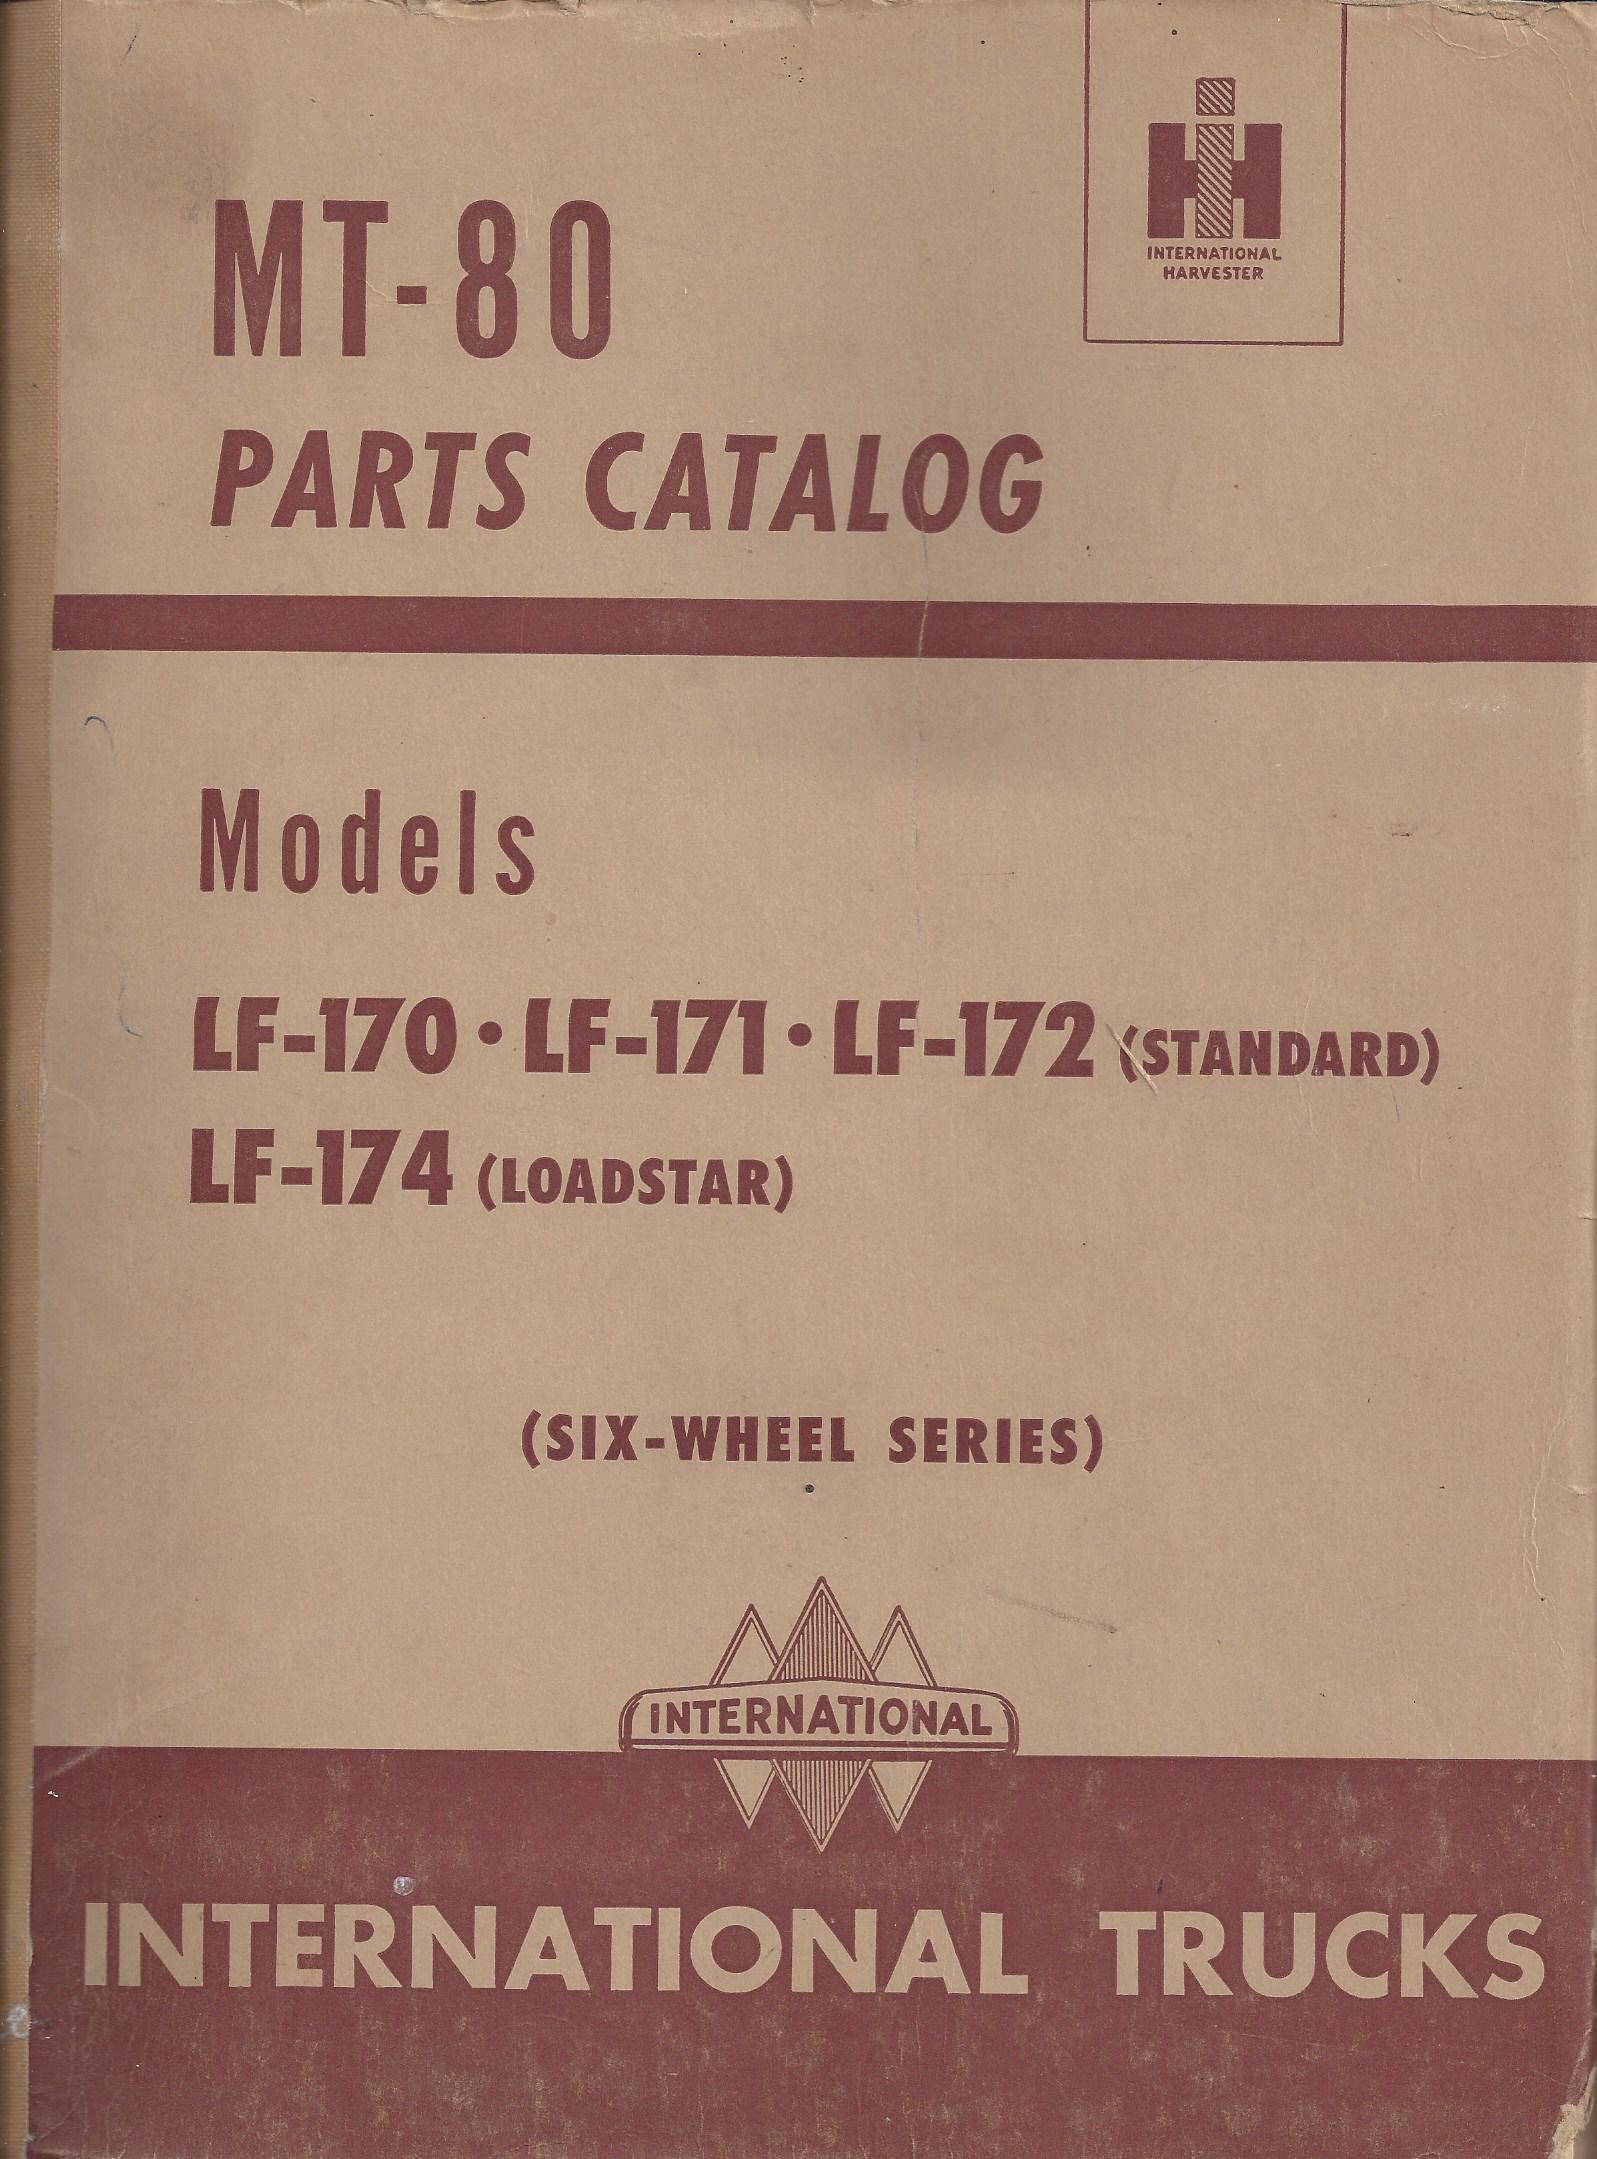 INTERNATIONAL
HARVESTER
MT-80
PARTS CATALOG
Models
LF-170 • LF-171 • LF-172 (STANDARD)
LF-174 (LOADSTAR)
(SIX-WHEEL SERIES)
INTERNATIONAL
INTERNATIONAL TRUCKS